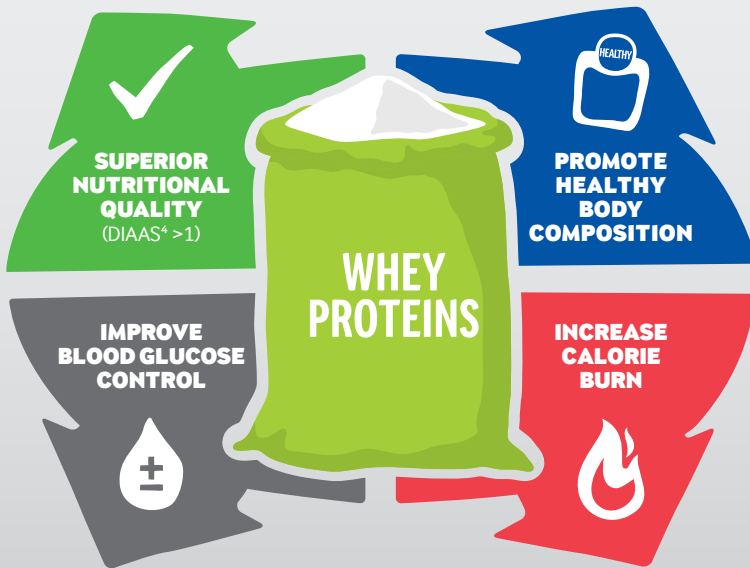 SUPERIOR
NUTRITIONAL
QUALITY
(DIAAS⁴ >1)
HEALTHY
PROMOTE
HEALTHY
BODY
COMPOSITION
WHEY
PROTEINS
IMPROVE
BLOOD GLUCOSE
CONTROL
±
INCREASE
CALORIE
BURN